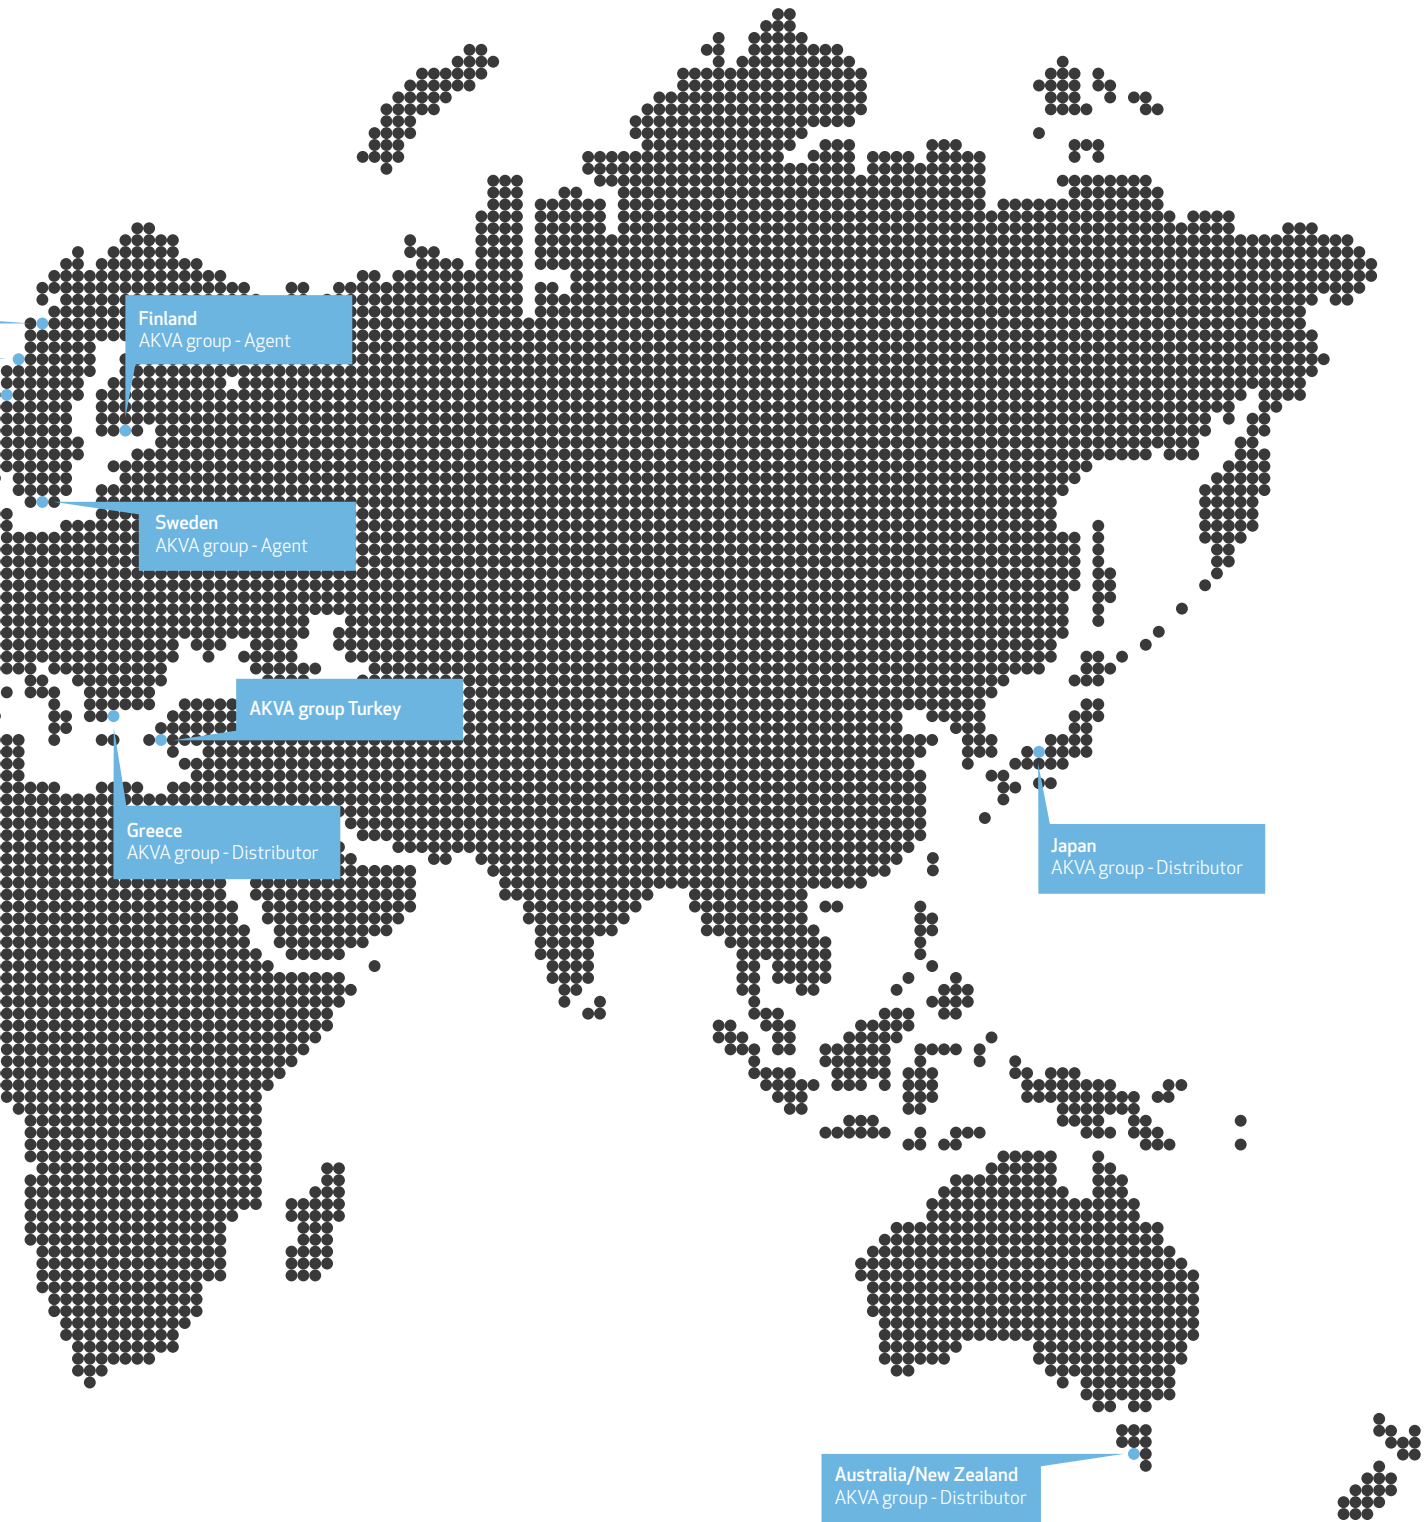 Finland
AKVA group - Agent
Sweden
AKVA group - Agent
AKVA group Turkey
Greece
AKVA group - Distributor
Japan
AKVA group - Distributor
Australia/New Zealand
AKVA group - Distributor